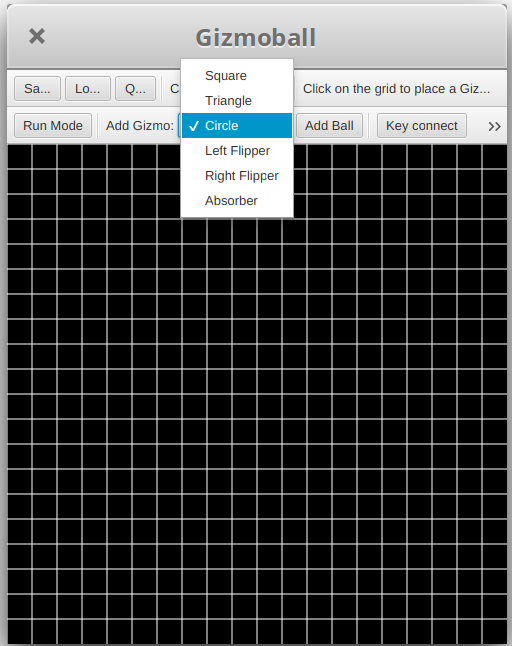 Gizmoball
Sa... Lo... Q... C Click on the grid to place a Giz...
Run Mode Add Gizmo: Add Ball Key connect
Square
Triangle
Circle
Left Flipper
Right Flipper
Absorber